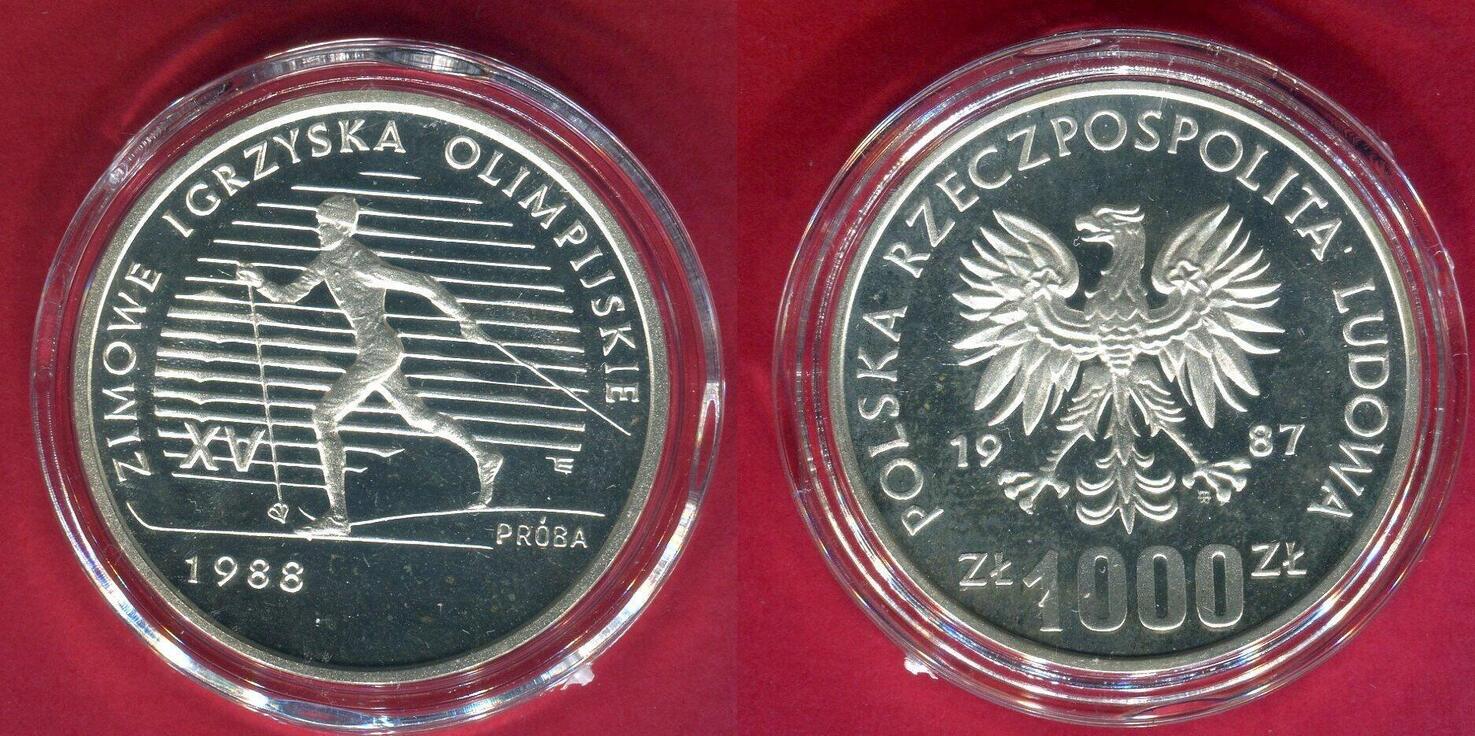 ZIMOWE IGRZYSKA OLIMPIJSKIE
XV
PRÓBA
1988
POLSKA RZECZPOSPOLITA LUDOWA
19 87
ZŁ 1000 ZŁ